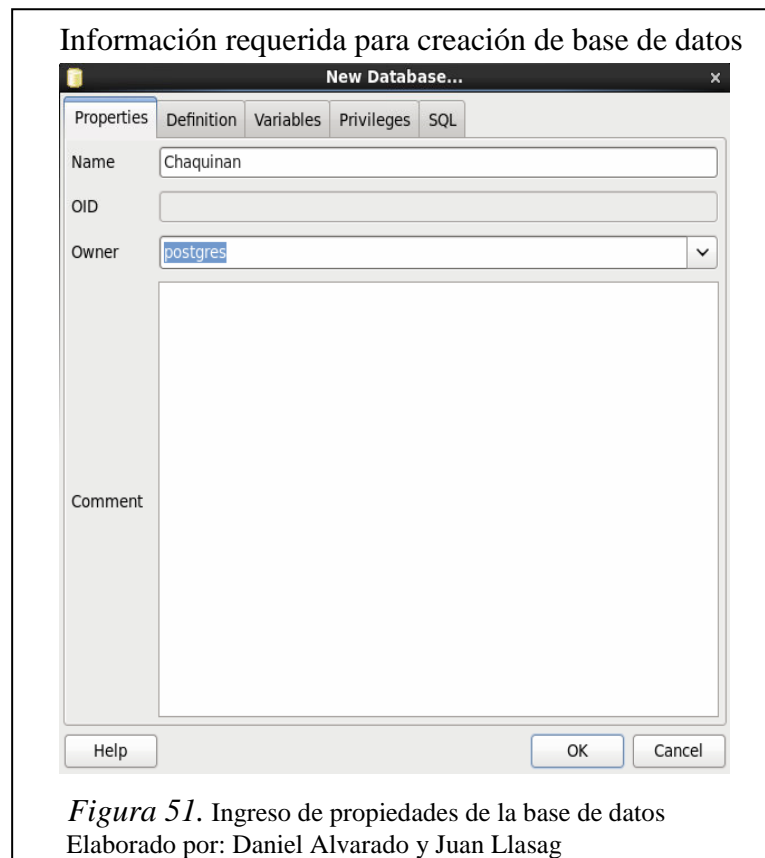 Información requerida para creación de base de datos
New Database...
Properties Definition Variables Privileges SQL
Name Chaquinan
OID
Owner postgres
Comment
Help OK Cancel
Figura 51. Ingreso de propiedades de la base de datos
Elaborado por: Daniel Alvarado y Juan Llasag